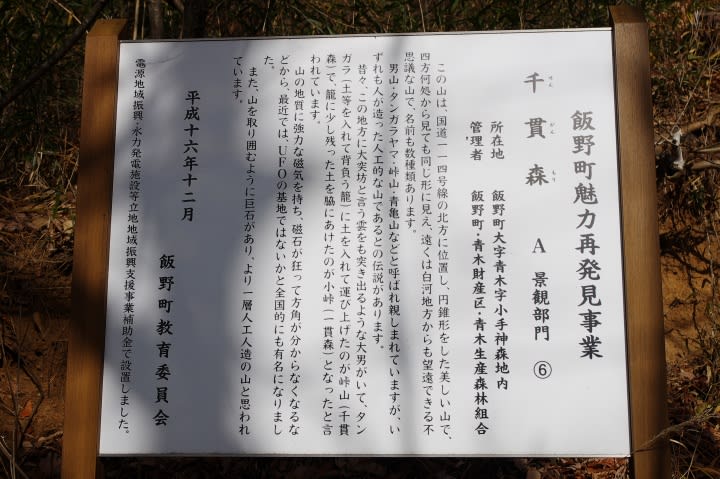 飯野町魅力再発見事業
千貫森 A 景観部門 ⑥
せん がん もり
所在地 飯野町大字青木字小手神森地内
管理者 飯野町・青木財産区・青木生産森林組合
この山は、国道一一四号線の北方に位置し、円錐形をした美しい山で、
四方何処から見ても同じ形に見え、遠くは白河地方からも望遠できる不
思議な山で、名前も数種類あります。
男山・タンガラヤマ・峠山・青亀山などと呼ばれ親しまれていますが、い
ずれも人が造った人工的な山であるとの伝説があります。
昔々、この地方に大突坊と言う雲をも突き出るような大男がいて、タン
ガラ（土等を入れて背負う籠）に土を入れて運び上げたのが峠山（千貫
森）で、籠に少し残った土を脇にあけたのが小峠（一貫森）となったと言
われています。
山の地質に強力な磁気を持ち、磁石が狂って方角が分からなくなるな
どから、最近では、UFOの基地ではないかと全国的にも有名になりまし
た。
また、山を取り囲むように巨石があり、より一層人工人造の山と思われ
ています。
平成十六年十二月
飯野町教育委員会
電源地域振興・水力発電施設等立地地域振興支援事業補助金で設置しました。